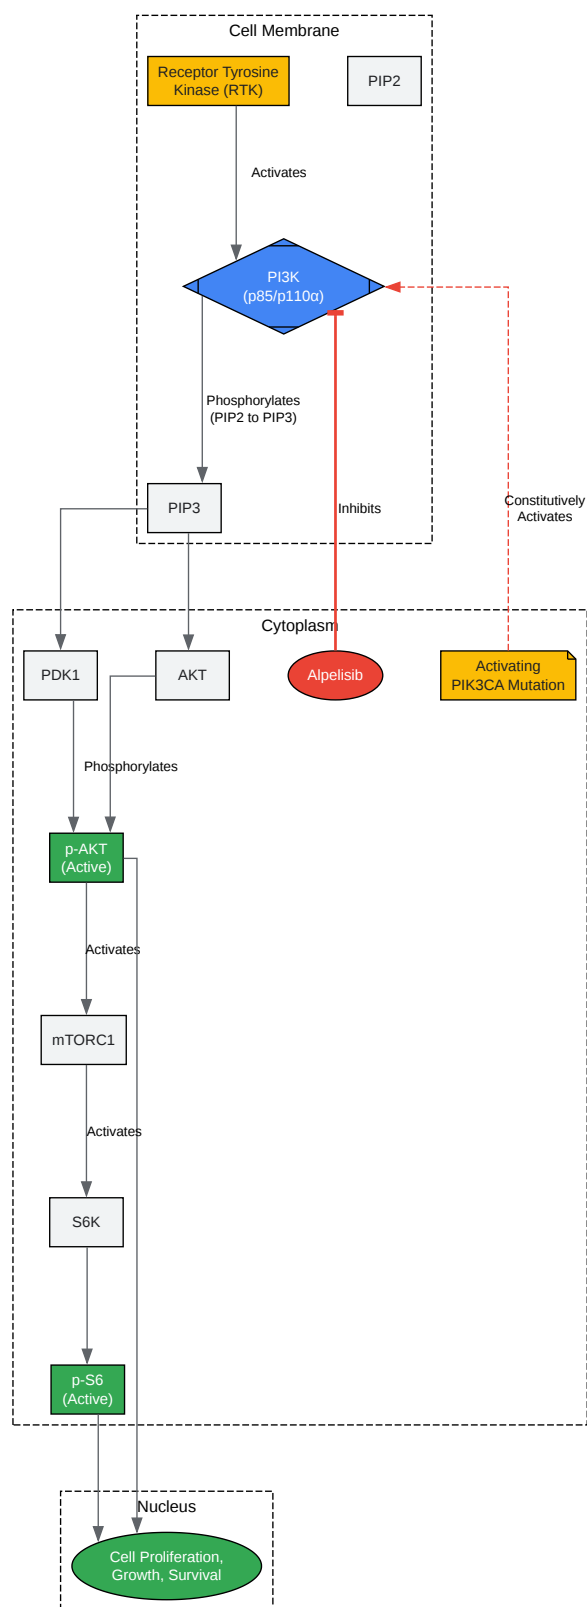 Cell Membrane
Receptor Tyrosine
Kinase (RTK)
PIP2
Activates
PI3K
(p85/p110α)
Phosphorylates
(PIP2 to PIP3)
PIP3
Inhibits
Constitutively
Activates
Cytoplasm
PDK1
AKT
Alpelisib
Activating
PIK3CA Mutation
Phosphorylates
p-AKT
(Active)
Activates
mTORC1
Activates
S6K
p-S6
(Active)
Nucleus
Cell Proliferation,
Growth, Survival